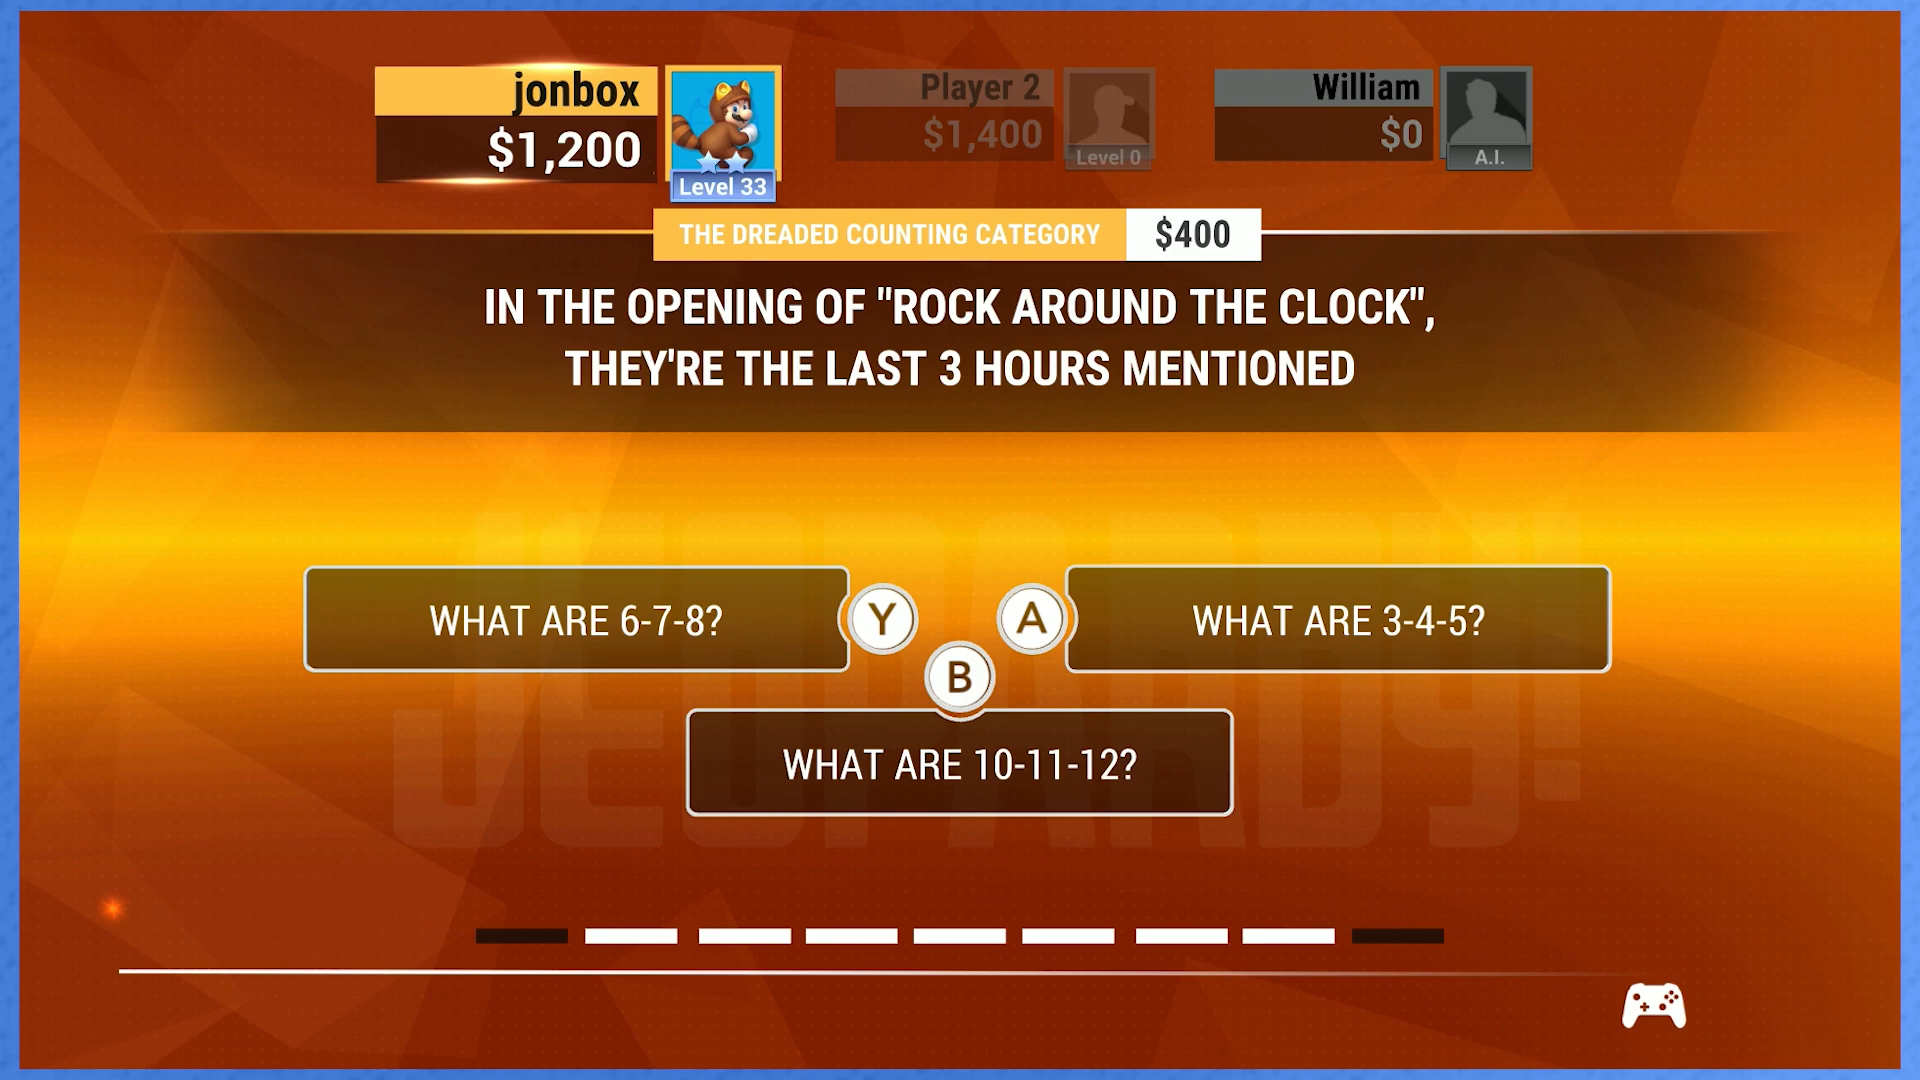 jonbox
$1,200
Level 33
Player 2
$1,400
Level 0
William
$0
A.I.
THE DREADED COUNTING CATEGORY
$400
IN THE OPENING OF "ROCK AROUND THE CLOCK",
THEY'RE THE LAST 3 HOURS MENTIONED
WHAT ARE 6-7-8?
Y
A
WHAT ARE 3-4-5?
B
WHAT ARE 10-11-12?
JEOPARDY!